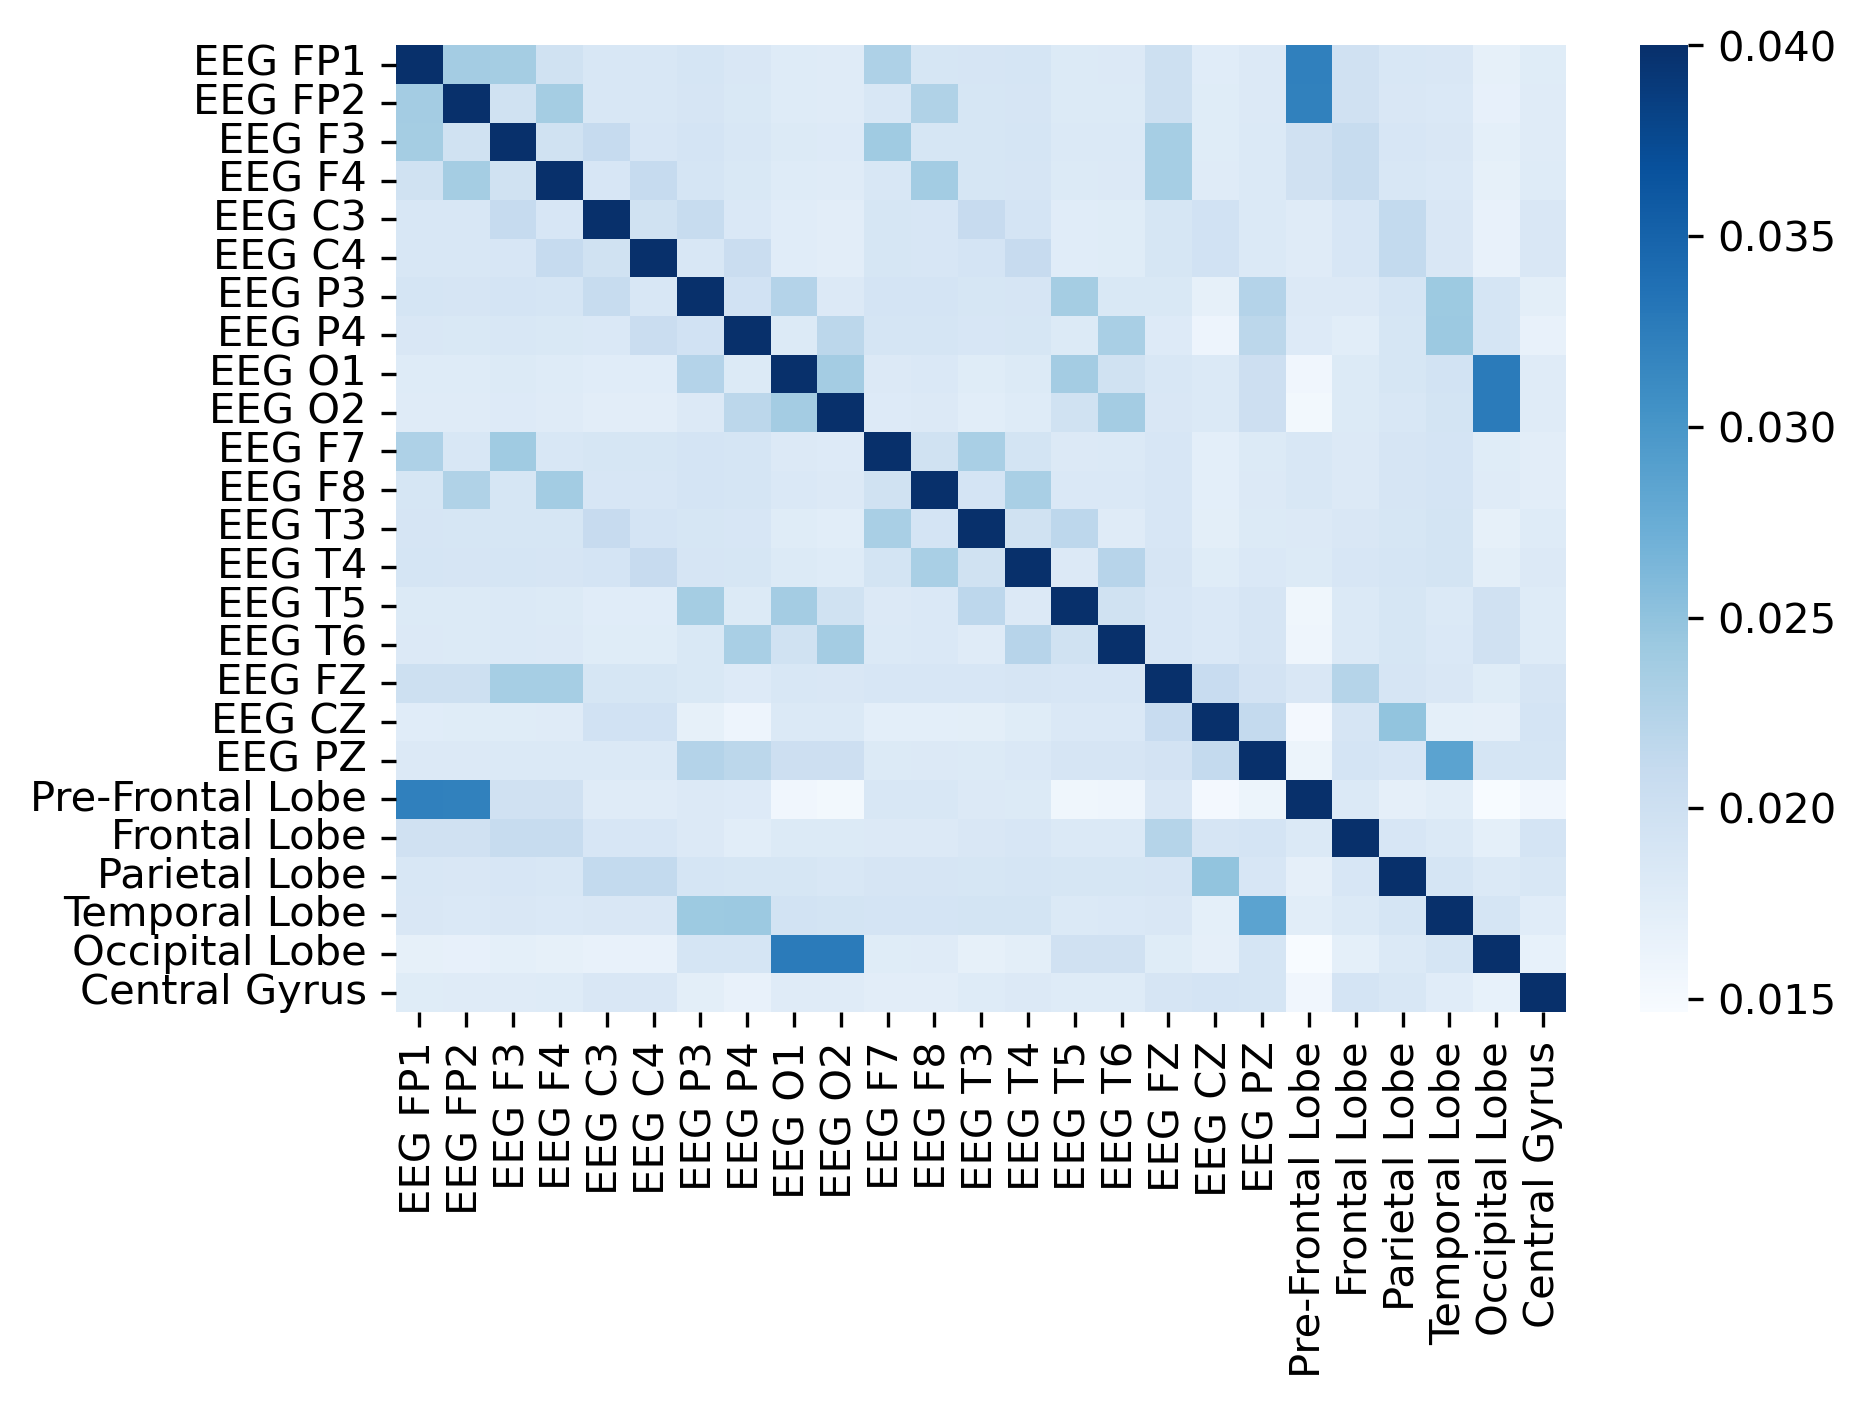 EEG FP1
EEG FP2
EEG F3
EEG F4
EEG C3
EEG C4
EEG P3
EEG P4
EEG O1
EEG O2
EEG F7
EEG F8
EEG T3
EEG T4
EEG T5
EEG T6
EEG FZ
EEG CZ
EEG PZ
Pre-Frontal Lobe
Frontal Lobe
Parietal Lobe
Temporal Lobe
Occipital Lobe
Central Gyrus
EEG FP1
EEG FP2
EEG F3
EEG F4
EEG C3
EEG C4
EEG P3
EEG P4
EEG O1
EEG O2
EEG F7
EEG F8
EEG T3
EEG T4
EEG T5
EEG T6
EEG FZ
EEG CZ
EEG PZ
Pre-Frontal Lobe
Frontal Lobe
Parietal Lobe
Temporal Lobe
Occipital Lobe
Central Gyrus
0.040
0.035
0.030
0.025
0.020
0.015